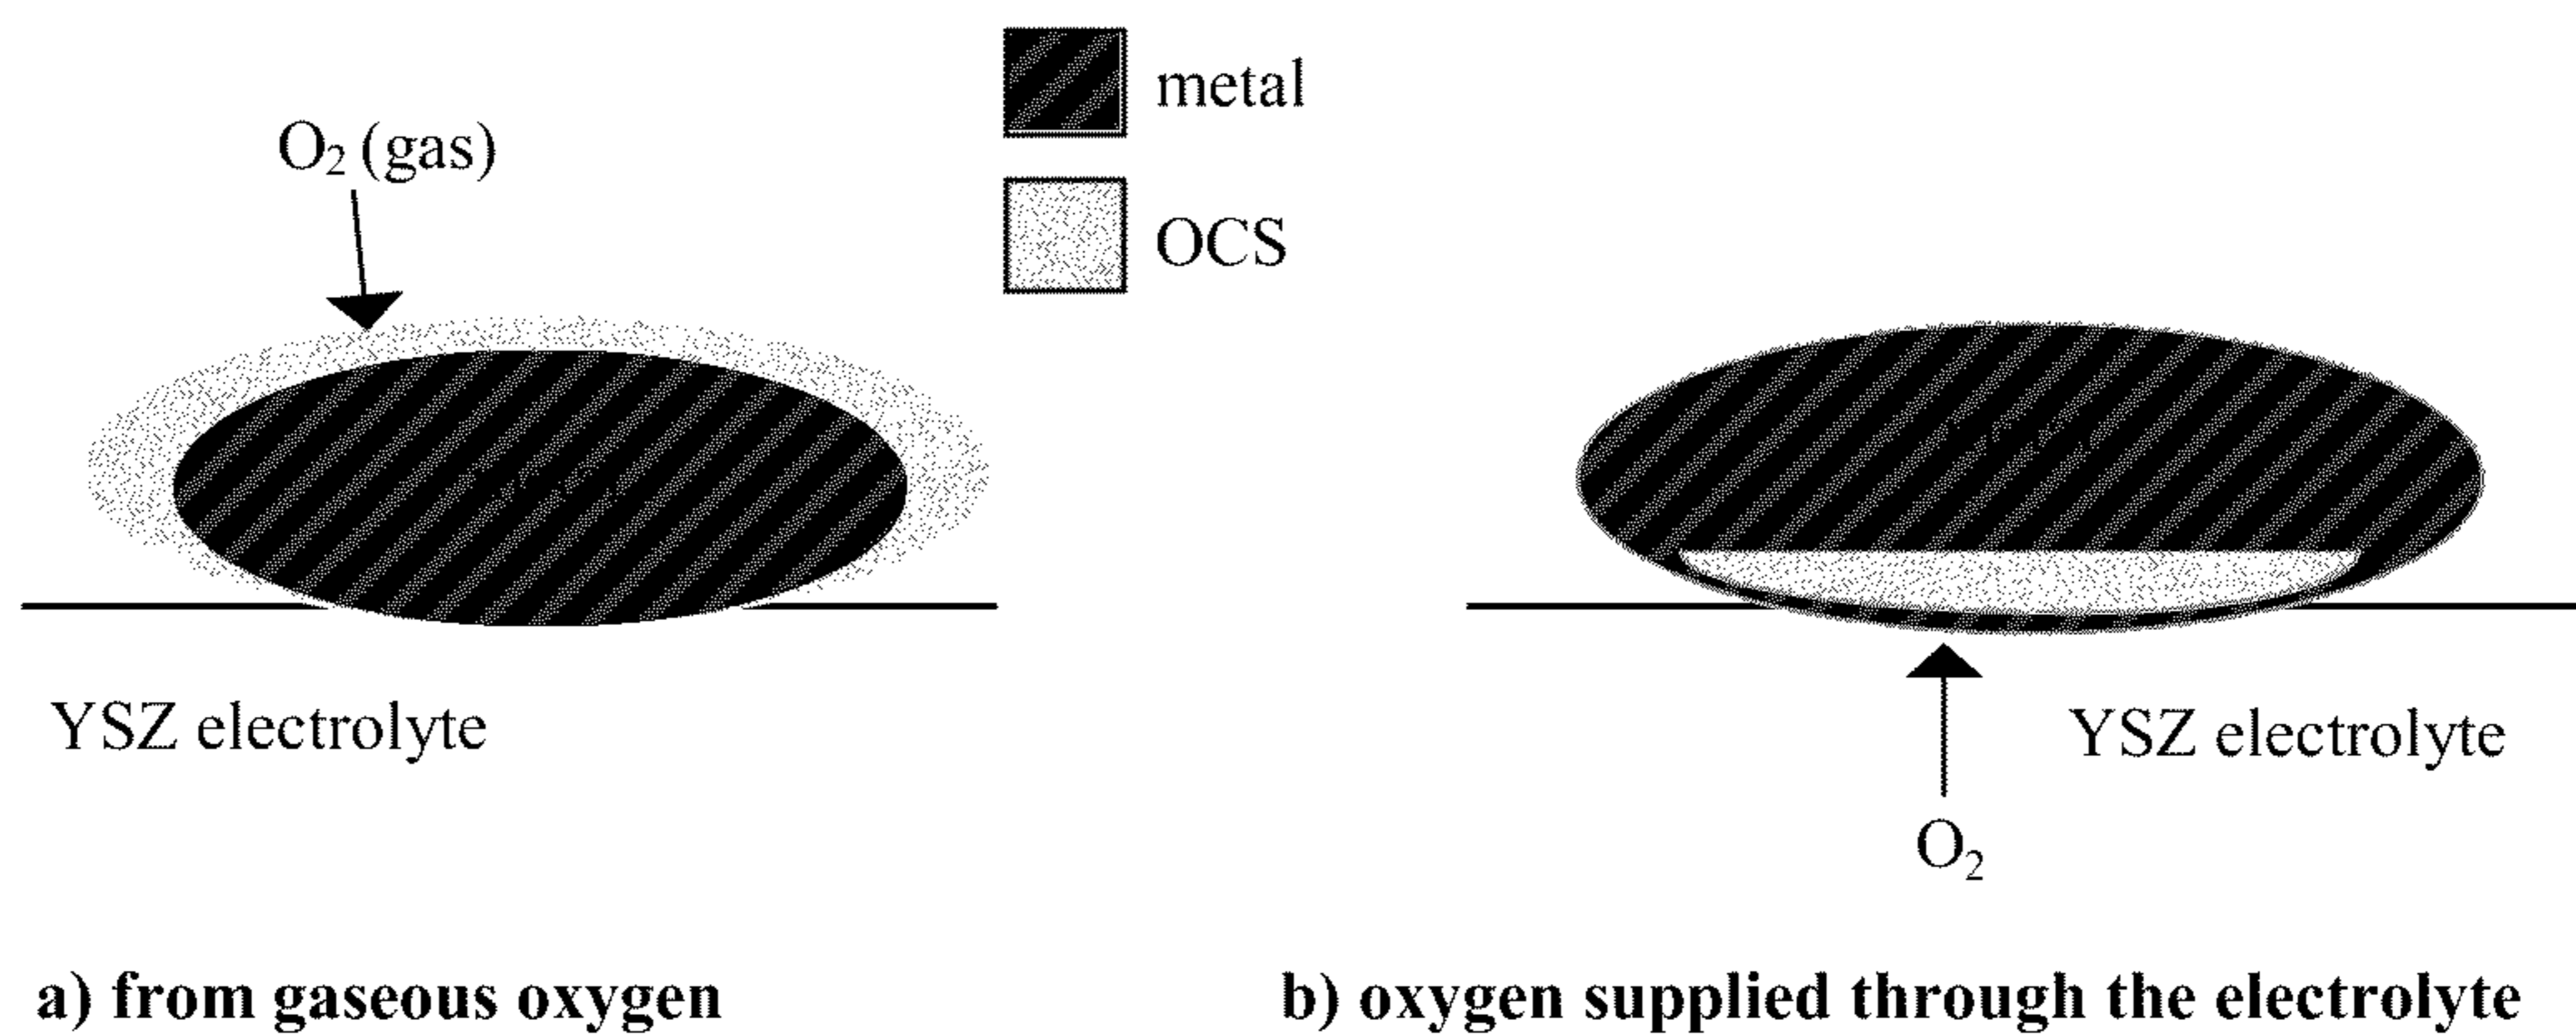 metal
O₂ (gas)
OCS
YSZ electrolyte
YSZ electrolyte
O₂
a) from gaseous oxygen
b) oxygen supplied through the electrolyte